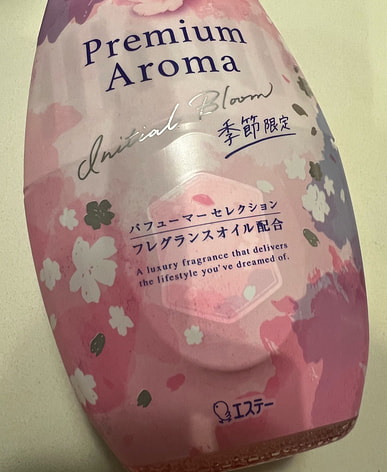 Premium
Aroma
Initial Bloom
季節限定
パフューマーセレクション
フレグランスオイル配合
A luxury fragrance that delivers
the lifestyle you've dreamed of.
エステー